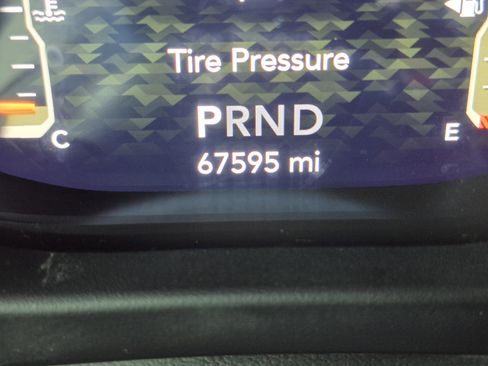 Tire Pressure
PRND
C
E
67595 mi